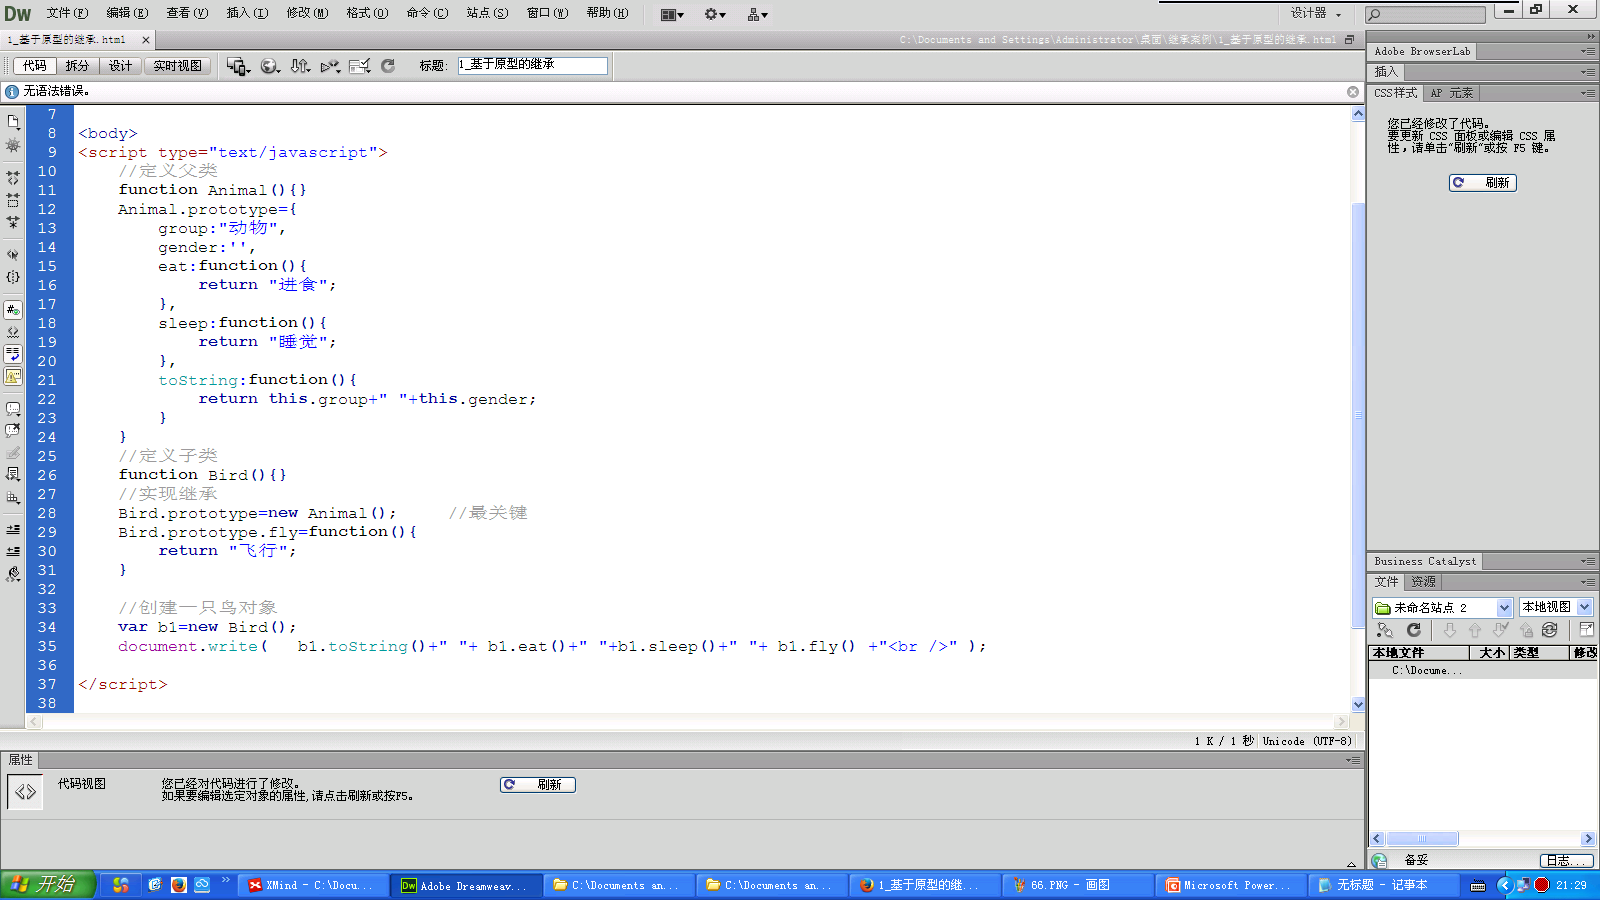 Dw 文件(F) 编辑(E) 查看(V) 插入(I) 修改(M) 格式(O) 命令(C) 站点(S) 窗口(W) 帮助(H) 设计器
1_基于原型的继承.html C:\Documents and Settings\Administrator\桌面\继承案例\1_基于原型的继承.html
代码 拆分 设计 实时视图 标题: 1_基于原型的继承
无语法错误。
7
8 <body>
9 <script type="text/javascript">
10 //定义父类
11 function Animal(){}
12 Animal.prototype={
13 group:"动物",
14 gender:'',
15 eat:function(){
16 return "进食";
17 },
18 sleep:function(){
19 return "睡觉";
20 },
21 toString:function(){
22 return this.group+" "+this.gender;
23 }
24 }
25 //定义子类
26 function Bird(){}
27 //实现继承
28 Bird.prototype=new Animal(); //最关键
29 Bird.prototype.fly=function(){
30 return "飞行";
31 }
32
33 //创建一只鸟对象
34 var b1=new Bird();
35 document.write( b1.toString()+" "+ b1.eat()+" "+b1.sleep()+" "+ b1.fly() +"<br />" );
36
37 </script>
38
1 K / 1 秒 Unicode (UTF-8)
属性
代码视图 您已经对代码进行了修改。
如果要编辑选定对象的属性,请点击刷新或按F5。
刷新
Adobe BrowserLab
插入
CSS样式 AP 元素
您已经修改了代码。
要更新 CSS 面板或编辑 CSS 属
性，请单击"刷新"或按 F5 键。
刷新
Business Catalyst
文件 资源
未命名站点 2 本地视图
本地文件 大小 类型 修改
C:\Docume...
备妥 日志...
开始 XMind - C:\Docu... Adobe Dreamweav... C:\Documents an... C:\Documents an... 1_基于原型的继... 66.PNG - 画图 Microsoft Power... 无标题 - 记事本 21:29